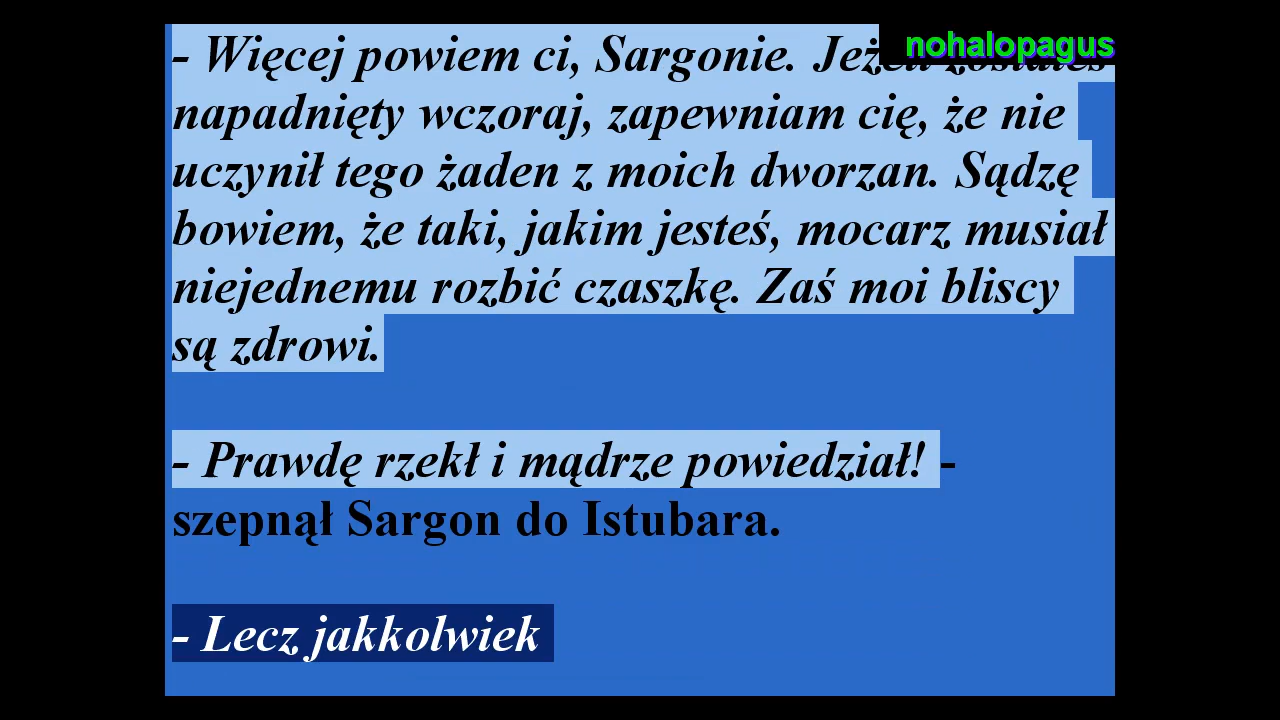 - Więcej powiem ci, Sargonie.
nohalopagus
napadnięty wczoraj, zapewniam cię, że nie
uczynił tego żaden z moich dworzan. Sądzę
bowiem, że taki, jakim jesteś, mocarz musiał
niejednemu rozbić czaszkę. Zaś moi bliscy
są zdrowi.
- Prawdę rzekł i mądrze powiedział! -
szepnął Sargon do Istubara.
- Lecz jakkolwiek